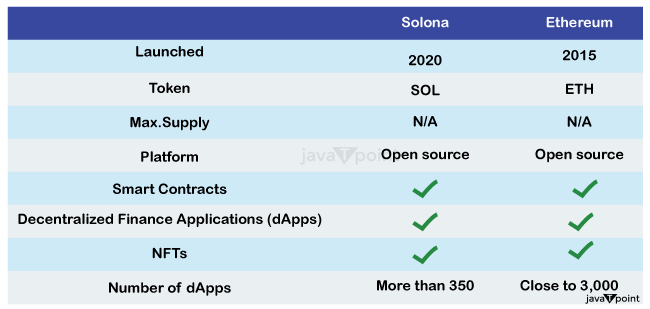 Solona Ethereum
Launched 2020 2015
Token SOL ETH
Max.Supply N/A N/A
Platform Open source Open source
javaTpoint
Smart Contracts
Decentralized Finance Applications (dApps)
NFTs
Number of dApps More than 350 Close to 3,000
javaTpoint